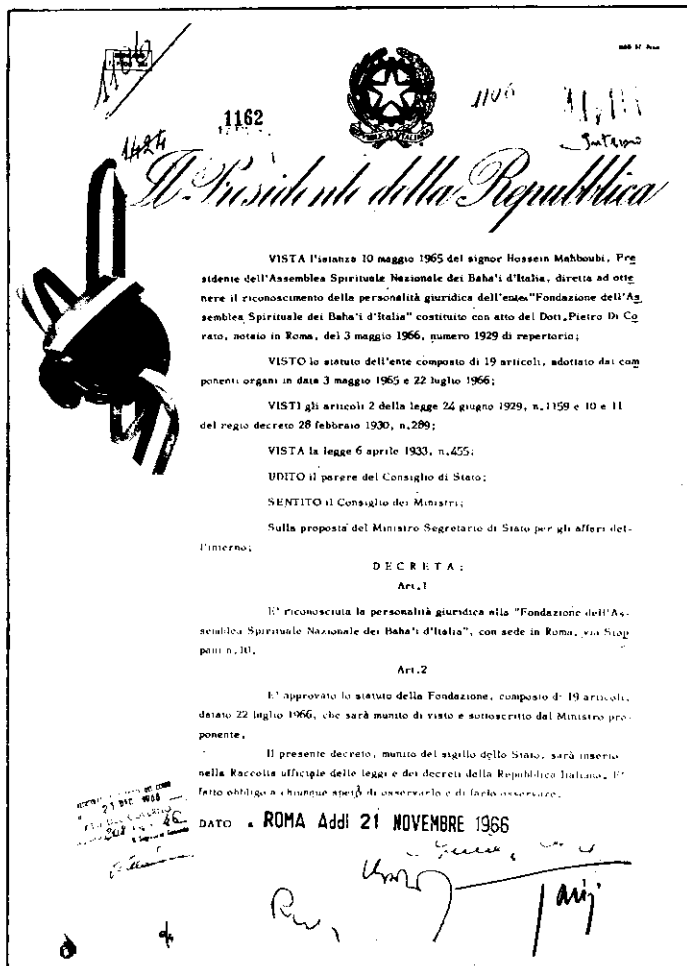 1162
1106
1424
REPVBBLICA ITALIANA
Il Presidente della Repubblica
VISTA l'istanza 10 maggio 1965 del signor Hossein Mahboubi, Pre
sidente dell'Assemblea Spirituale Nazionale dei Baha'i d'Italia, diretta ad otte
nere il riconoscimento della personalità giuridica dell'ente "Fondazione dell'As
semblea Spirituale dei Baha'i d'Italia" costituito con atto del Dott. Pietro Di Co
rato, notaio in Roma, del 3 maggio 1966, numero 1929 di repertorio;
VISTO lo statuto dell'ente composto di 19 articoli, adottato dai com
ponenti organi in data 3 maggio 1965 e 22 luglio 1966;
VISTI gli articoli 2 della legge 24 giugno 1929, n.1159 e 10 e 11
del regio decreto 28 febbraio 1930, n.289;
VISTA la legge 6 aprile 1933, n.455;
UDITO il parere del Consiglio di Stato;
SENTITO il Consiglio dei Ministri;
Sulla proposta del Ministro Segretario di Stato per gli affari del-
l'interno;
DECRETA:
Art.1
E' riconosciuta la personalità giuridica alla "Fondazione dell'As-
semblea Spirituale Nazionale dei Baha'i d'Italia", con sede in Roma, via Stop
pani n.10.
Art.2
E' approvato lo statuto della Fondazione, composto di 19 articoli,
datato 22 luglio 1966, che sarà munito di visto e sottoscritto dal Ministro pro-
ponente.
Il presente decreto, munito del sigillo dello Stato, sarà inserto
nella Raccolta ufficiale delle leggi e dei decreti della Repubblica Italiana. E'
fatto obbligo a chiunque spetti di osservarlo e di farlo osservare.
21 DIC. 1966
DATO a ROMA Addì 21 NOVEMBRE 1966